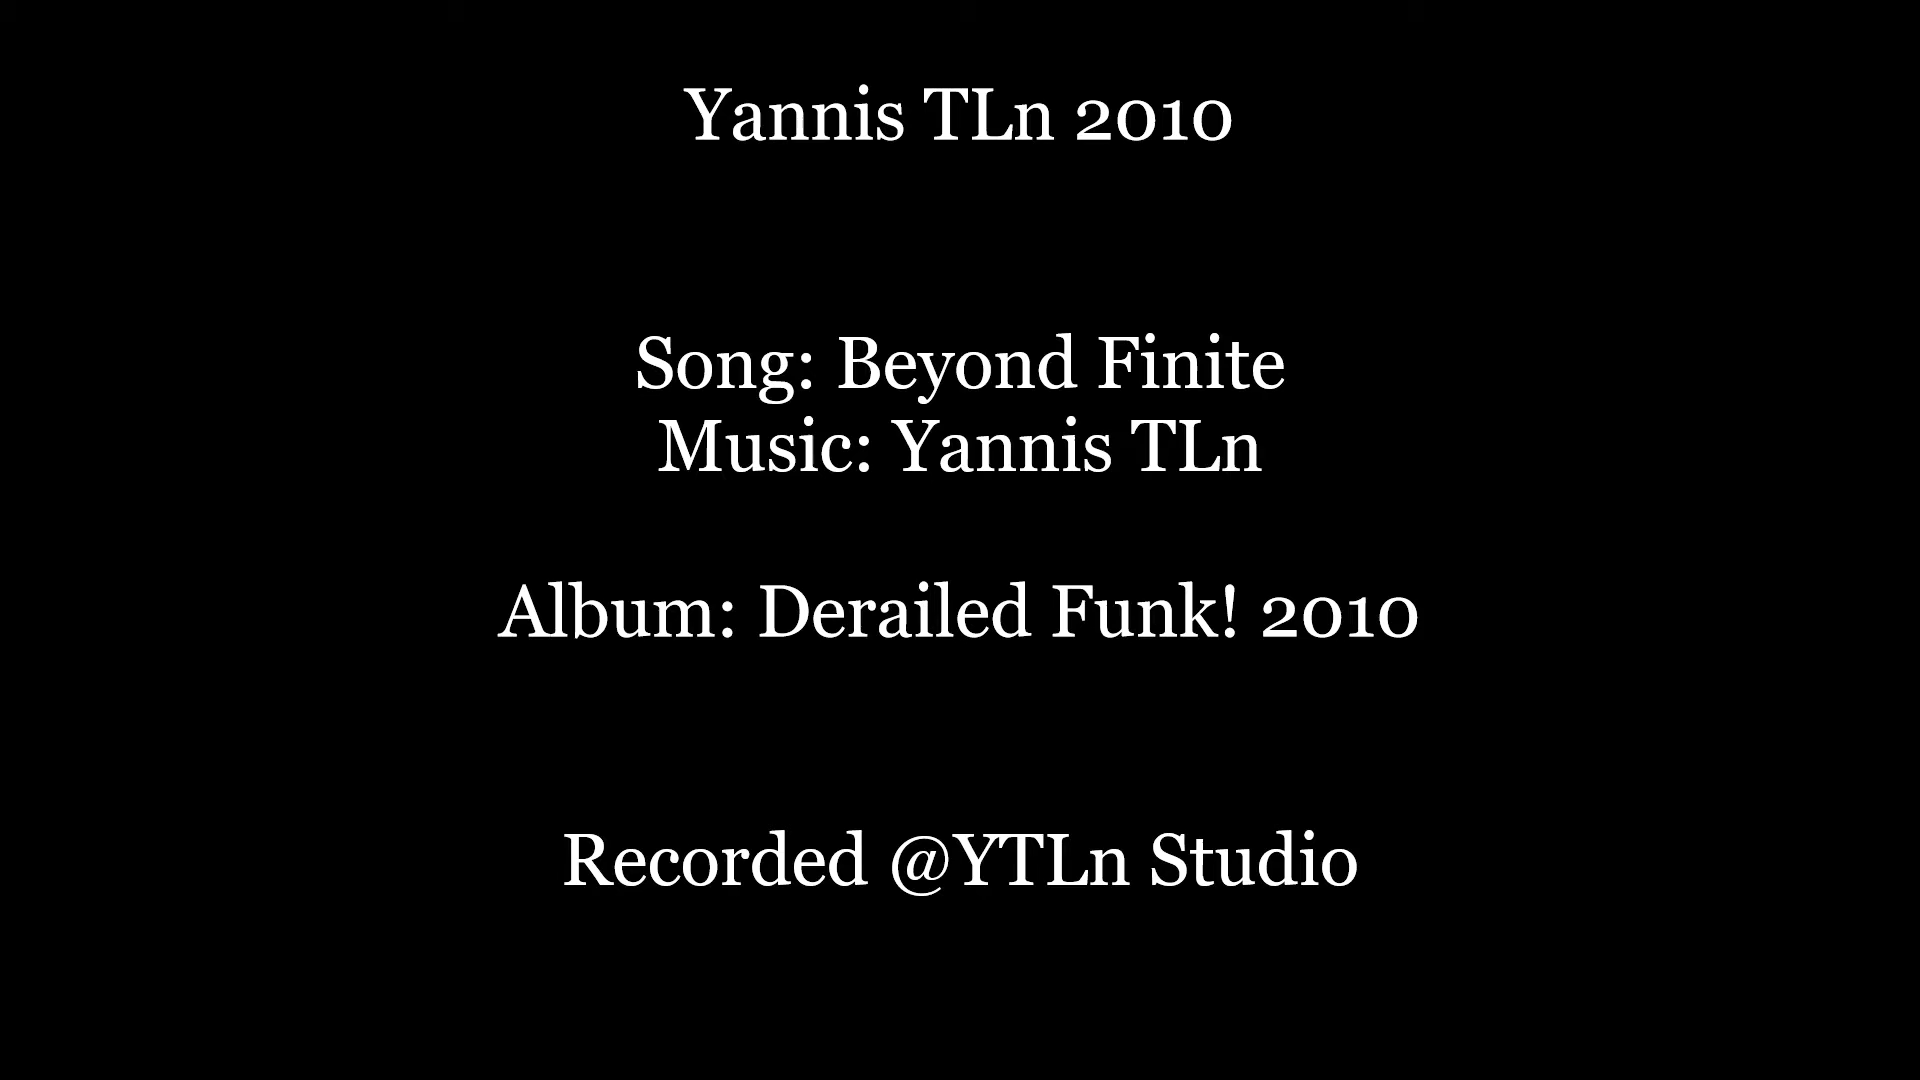 Yannis TLn 2010
Song: Beyond Finite
Music: Yannis TLn
Album: Derailed Funk! 2010
Recorded @YTLn Studio